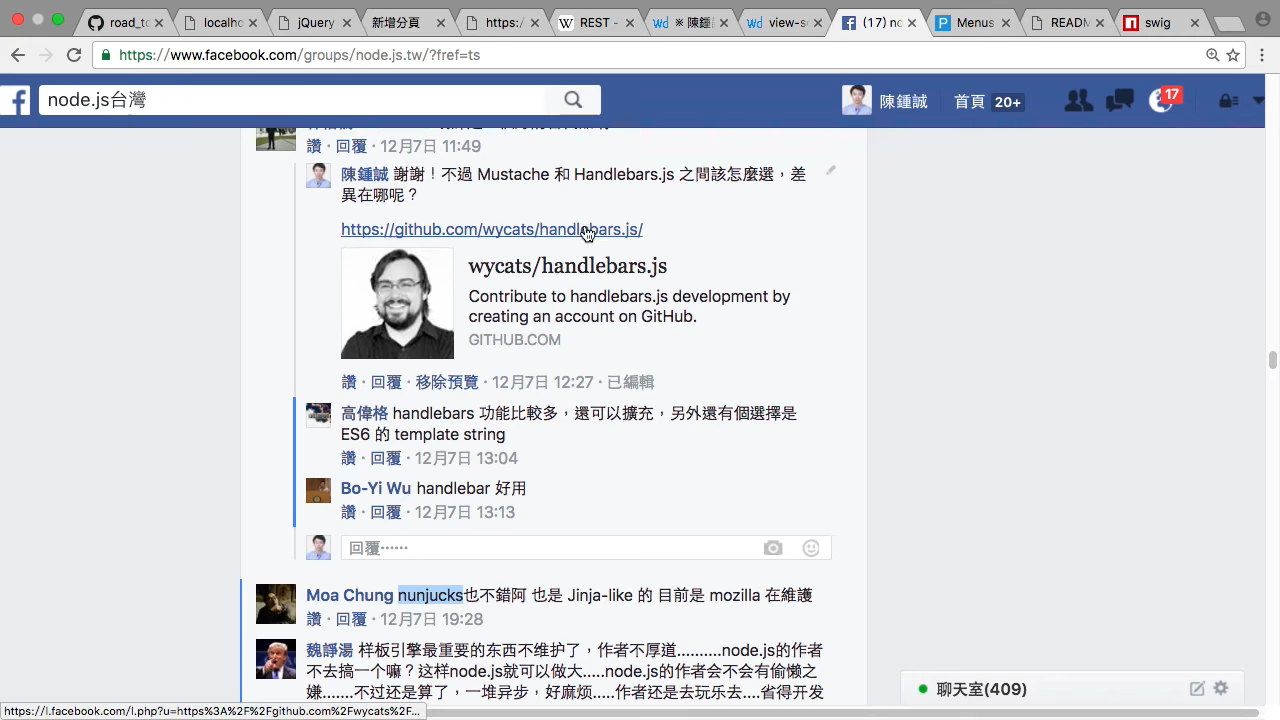 road_to
localho
jQuery
新增分頁
https:/
REST -
※ 陳鍾
view-s
(17) no
Menus
READM
swig
https://www.facebook.com/groups/node.js.tw/?fref=ts
node.js台灣
陳鍾誠
首頁 20+
17
讚 · 回覆 · 12月7日 11:49
陳鍾誠 謝謝！不過 Mustache 和 Handlebars.js 之間該怎麼選，差
異在哪呢？
https://github.com/wycats/handlebars.js/
wycats/handlebars.js
Contribute to handlebars.js development by
creating an account on GitHub.
GITHUB.COM
讚 · 回覆 · 移除預覽 · 12月7日 12:27 · 已編輯
高偉格 handlebars 功能比較多，還可以擴充，另外還有個選擇是
ES6 的 template string
讚 · 回覆 · 12月7日 13:04
Bo-Yi Wu handlebar 好用
讚 · 回覆 · 12月7日 13:13
回覆……
Moa Chung nunjucks也不錯阿 也是 Jinja-like 的 目前是 mozilla 在維護
讚 · 回覆 · 12月7日 19:28
魏諍湯 样板引擎最重要的东西不维护了，作者不厚道..........node.js的作者
不去搞一个嘛？这样node.js就可以做大.....node.js的作者会不会有偷懒之
嫌.......不过还是算了，一堆异步，好麻烦.....作者还是去玩乐去....省得开发
聊天室(409)
https://l.facebook.com/l.php?u=https%3A%2F%2Fgithub.com%2Fwycats%2F...